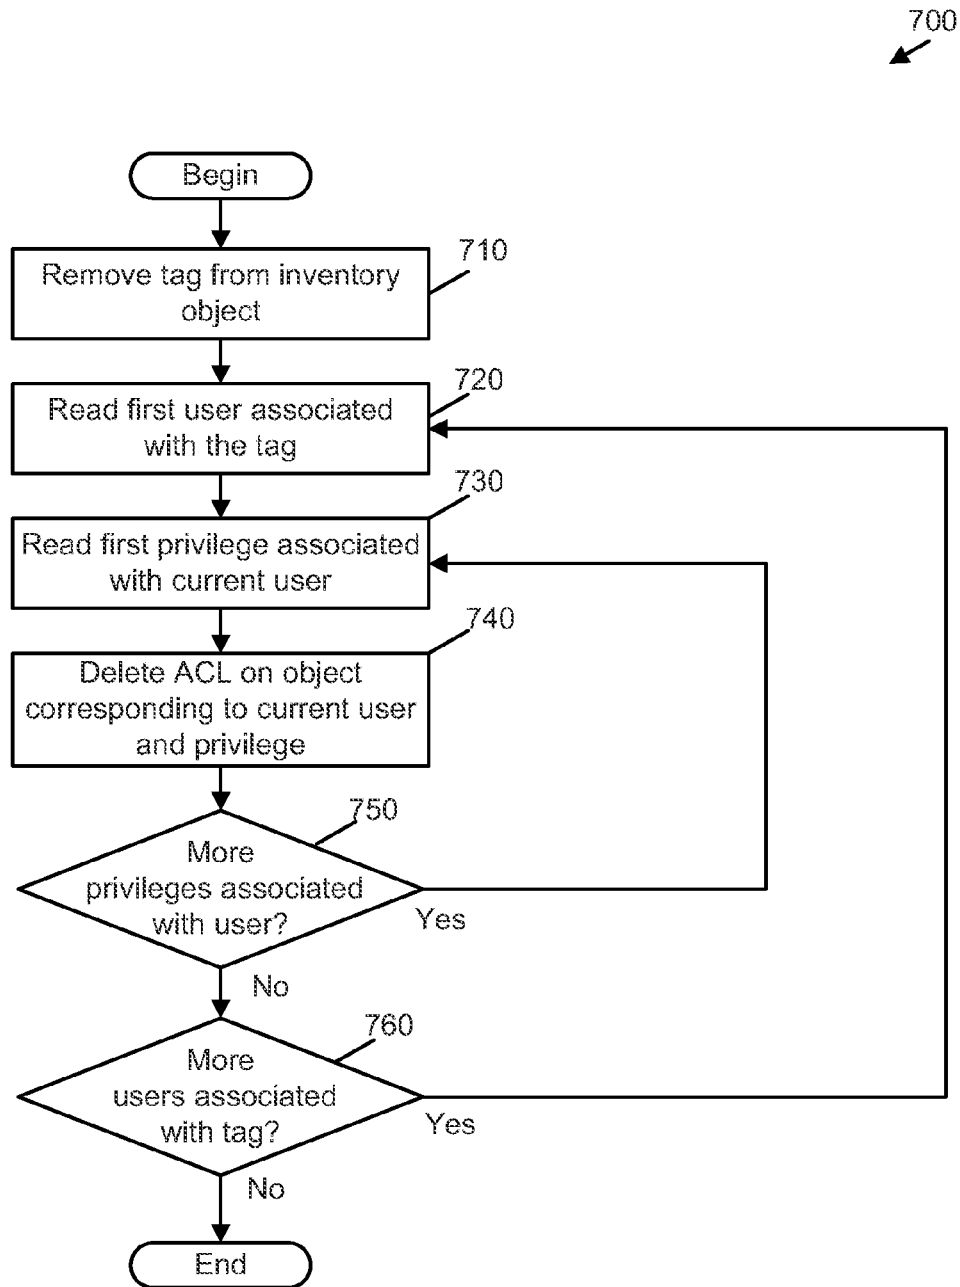 700
Begin
710
Remove tag from inventory
object
720
Read first user associated
with the tag
730
Read first privilege associated
with current user
740
Delete ACL on object
corresponding to current user
and privilege
750
More
privileges associated
with user?
Yes
No
760
More
users associated
with tag?
Yes
No
End